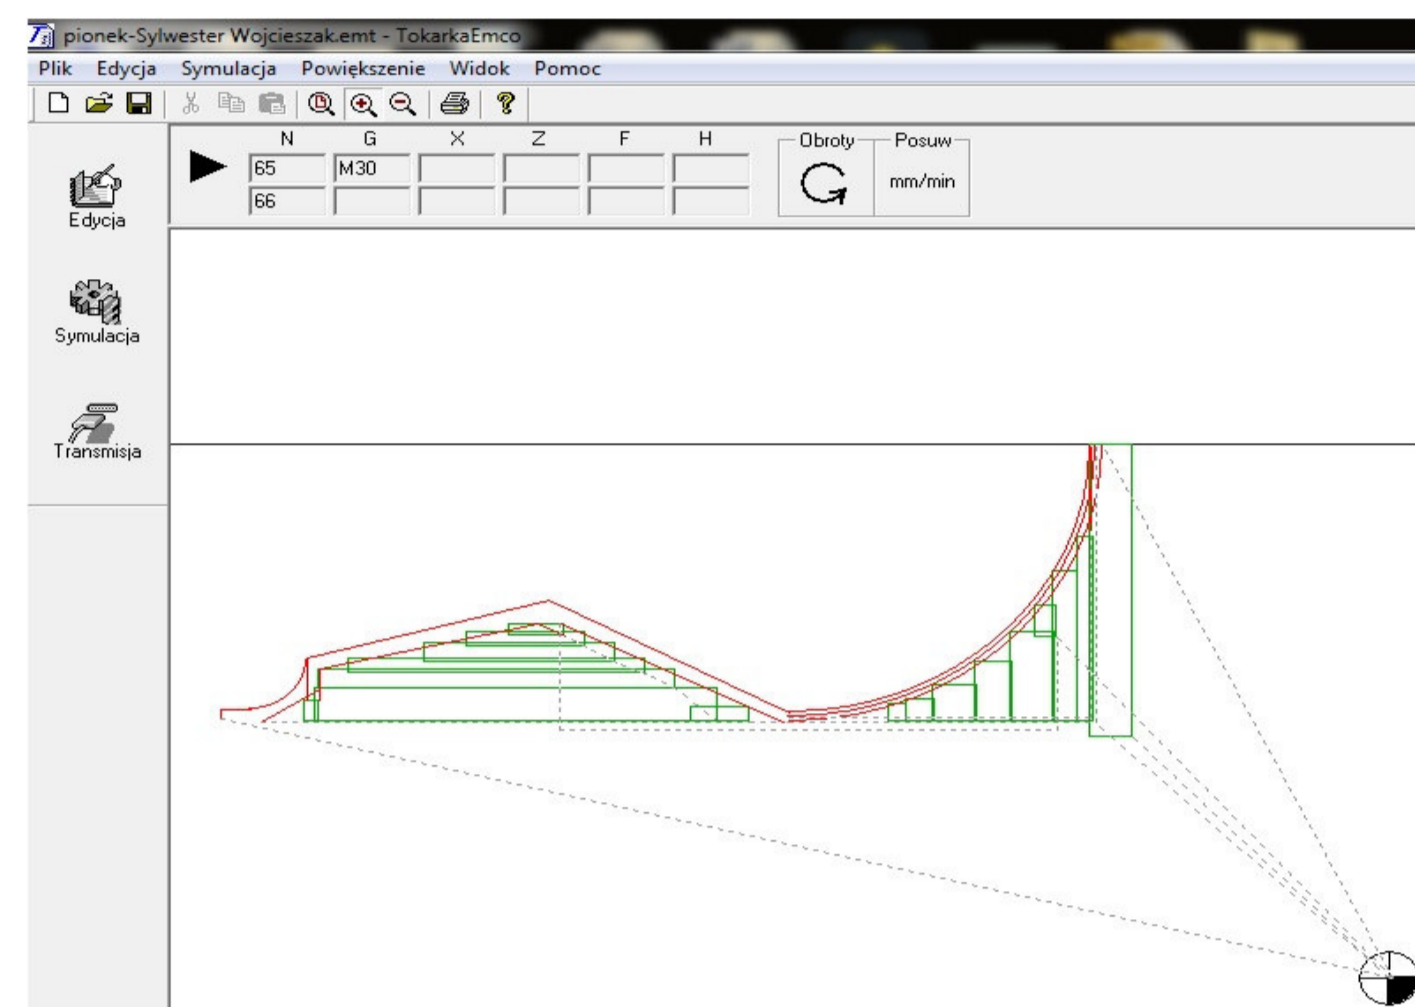 pionek-Sylwester Wojcieszak.emt - TokarkaEmco
Plik Edycja Symulacja Powiększenie Widok Pomoc
N G X Z F H
65 M30
66
Obroty Posuw
mm/min
Edycja
Symulacja
Transmisja